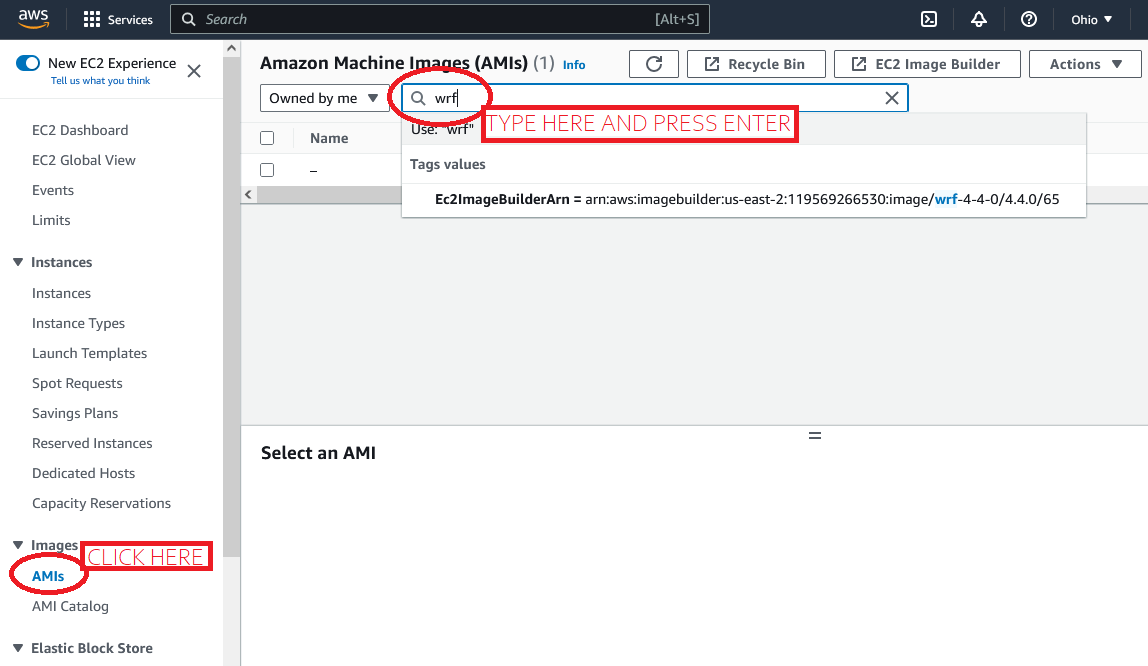 aws
Services
Search
[Alt+S]
Ohio
New EC2 Experience
Tell us what you think
EC2 Dashboard
EC2 Global View
Events
Limits
Instances
Instances
Instance Types
Launch Templates
Spot Requests
Savings Plans
Reserved Instances
Dedicated Hosts
Capacity Reservations
Images
CLICK HERE
AMIs
AMI Catalog
Elastic Block Store
Amazon Machine Images (AMIs) (1) Info
Recycle Bin
EC2 Image Builder
Actions
Owned by me
wrf
TYPE HERE AND PRESS ENTER
Use: "wrf"
Name
–
Tags values
Ec2ImageBuilderArn = arn:aws:imagebuilder:us-east-2:119569266530:image/wrf-4-4-0/4.4.0/65
Select an AMI